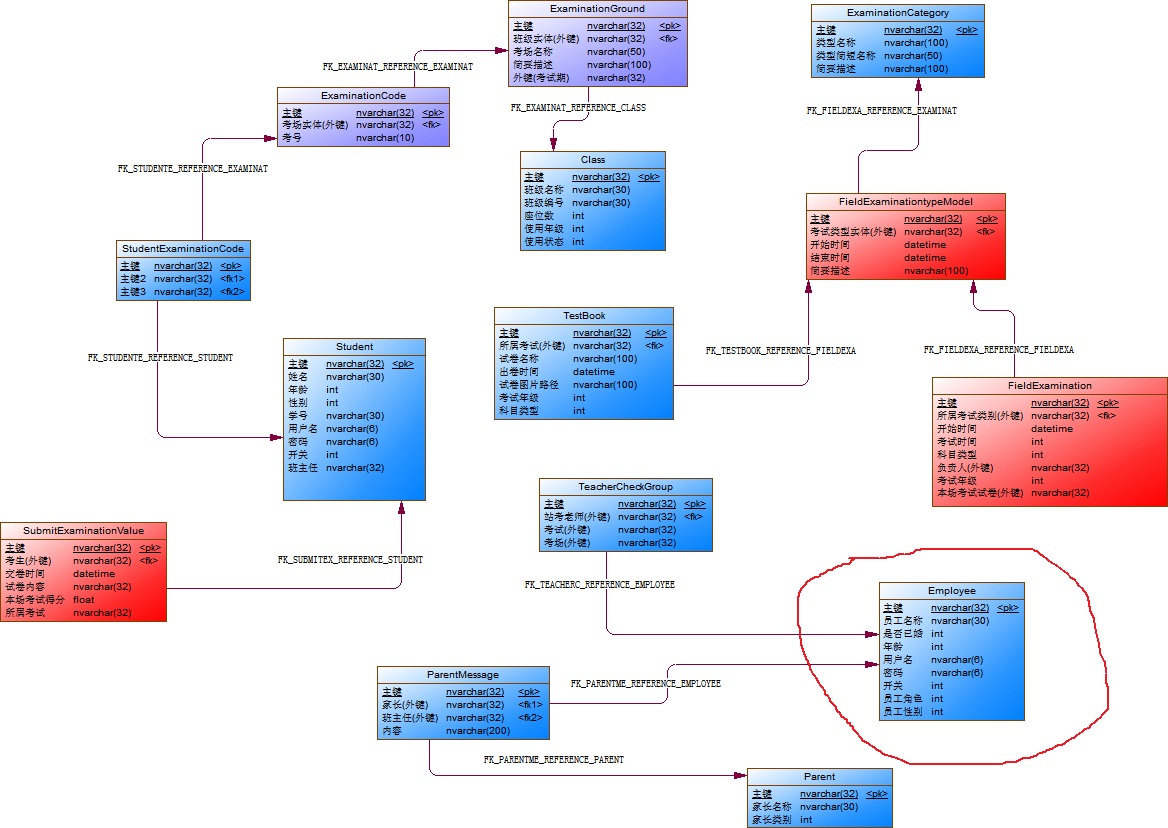 ExaminationGround
主键 nvarchar(32) <pk>
班级实体(外键) nvarchar(32) <fk>
考场名称 nvarchar(50)
简要描述 nvarchar(100)
外键(考试期) nvarchar(32)
ExaminationCategory
主键 nvarchar(32) <pk>
类型名称 nvarchar(100)
类型简短名称 nvarchar(50)
简要描述 nvarchar(100)
FK_EXAMINAT_REFERENCE_EXAMINAT
ExaminationCode
主键 nvarchar(32) <pk>
考场实体(外键) nvarchar(32) <fk>
考号 nvarchar(10)
FK_EXAMINAT_REFERENCE_CLASS
FK_FIELDEXA_REFERENCE_EXAMINAT
FK_STUDENTE_REFERENCE_EXAMINAT
Class
主键 nvarchar(32) <pk>
班级名称 nvarchar(30)
班级编号 nvarchar(30)
座位数 int
使用年级 int
使用状态 int
FieldExaminationtypeModel
主键 nvarchar(32) <pk>
考试类型实体(外键) nvarchar(32) <fk>
开始时间 datetime
结束时间 datetime
简要描述 nvarchar(100)
StudentExaminationCode
主键 nvarchar(32) <pk>
主键2 nvarchar(32) <fk1>
主键3 nvarchar(32) <fk2>
FK_STUDENTE_REFERENCE_STUDENT
Student
主键 nvarchar(32) <pk>
姓名 nvarchar(30)
年龄 int
性别 int
学号 nvarchar(30)
用户名 nvarchar(6)
密码 nvarchar(6)
开关 int
班主任 nvarchar(32)
TestBook
主键 nvarchar(32) <pk>
所属考试(外键) nvarchar(32) <fk>
试卷名称 nvarchar(100)
出卷时间 datetime
试卷图片路径 nvarchar(100)
考试年级 int
科目类型 int
FK_TESTBOOK_REFERENCE_FIELDEXA
FK_FIELDEXA_REFERENCE_FIELDEXA
FieldExamination
主键 nvarchar(32) <pk>
所属考试类别(外键) nvarchar(32) <fk>
开始时间 datetime
考试时间 int
科目类型 int
负责人(外键) nvarchar(32)
考试年级 int
本场考试试卷(外键) nvarchar(32)
TeacherCheckGroup
主键 nvarchar(32) <pk>
站考老师(外键) nvarchar(32) <fk>
考试(外键) nvarchar(32)
考场(外键) nvarchar(32)
SubmitExaminationValue
主键 nvarchar(32) <pk>
考生(外键) nvarchar(32) <fk>
交卷时间 datetime
试卷内容 nvarchar(32)
本场考试得分 float
所属考试 nvarchar(32)
FK_SUBMITEX_REFERENCE_STUDENT
FK_TEACHERC_REFERENCE_EMPLOYEE
Employee
主键 nvarchar(32) <pk>
员工名称 nvarchar(30)
是否已婚 int
年龄 int
用户名 nvarchar(6)
密码 nvarchar(6)
开关 int
员工角色 int
员工性别 int
ParentMessage
主键 nvarchar(32) <pk>
家长(外键) nvarchar(32) <fk1>
班主任(外键) nvarchar(32) <fk2>
内容 nvarchar(200)
FK_PARENTME_REFERENCE_EMPLOYEE
FK_PARENTME_REFERENCE_PARENT
Parent
主键 nvarchar(32) <pk>
家长名称 nvarchar(30)
家长类别 int